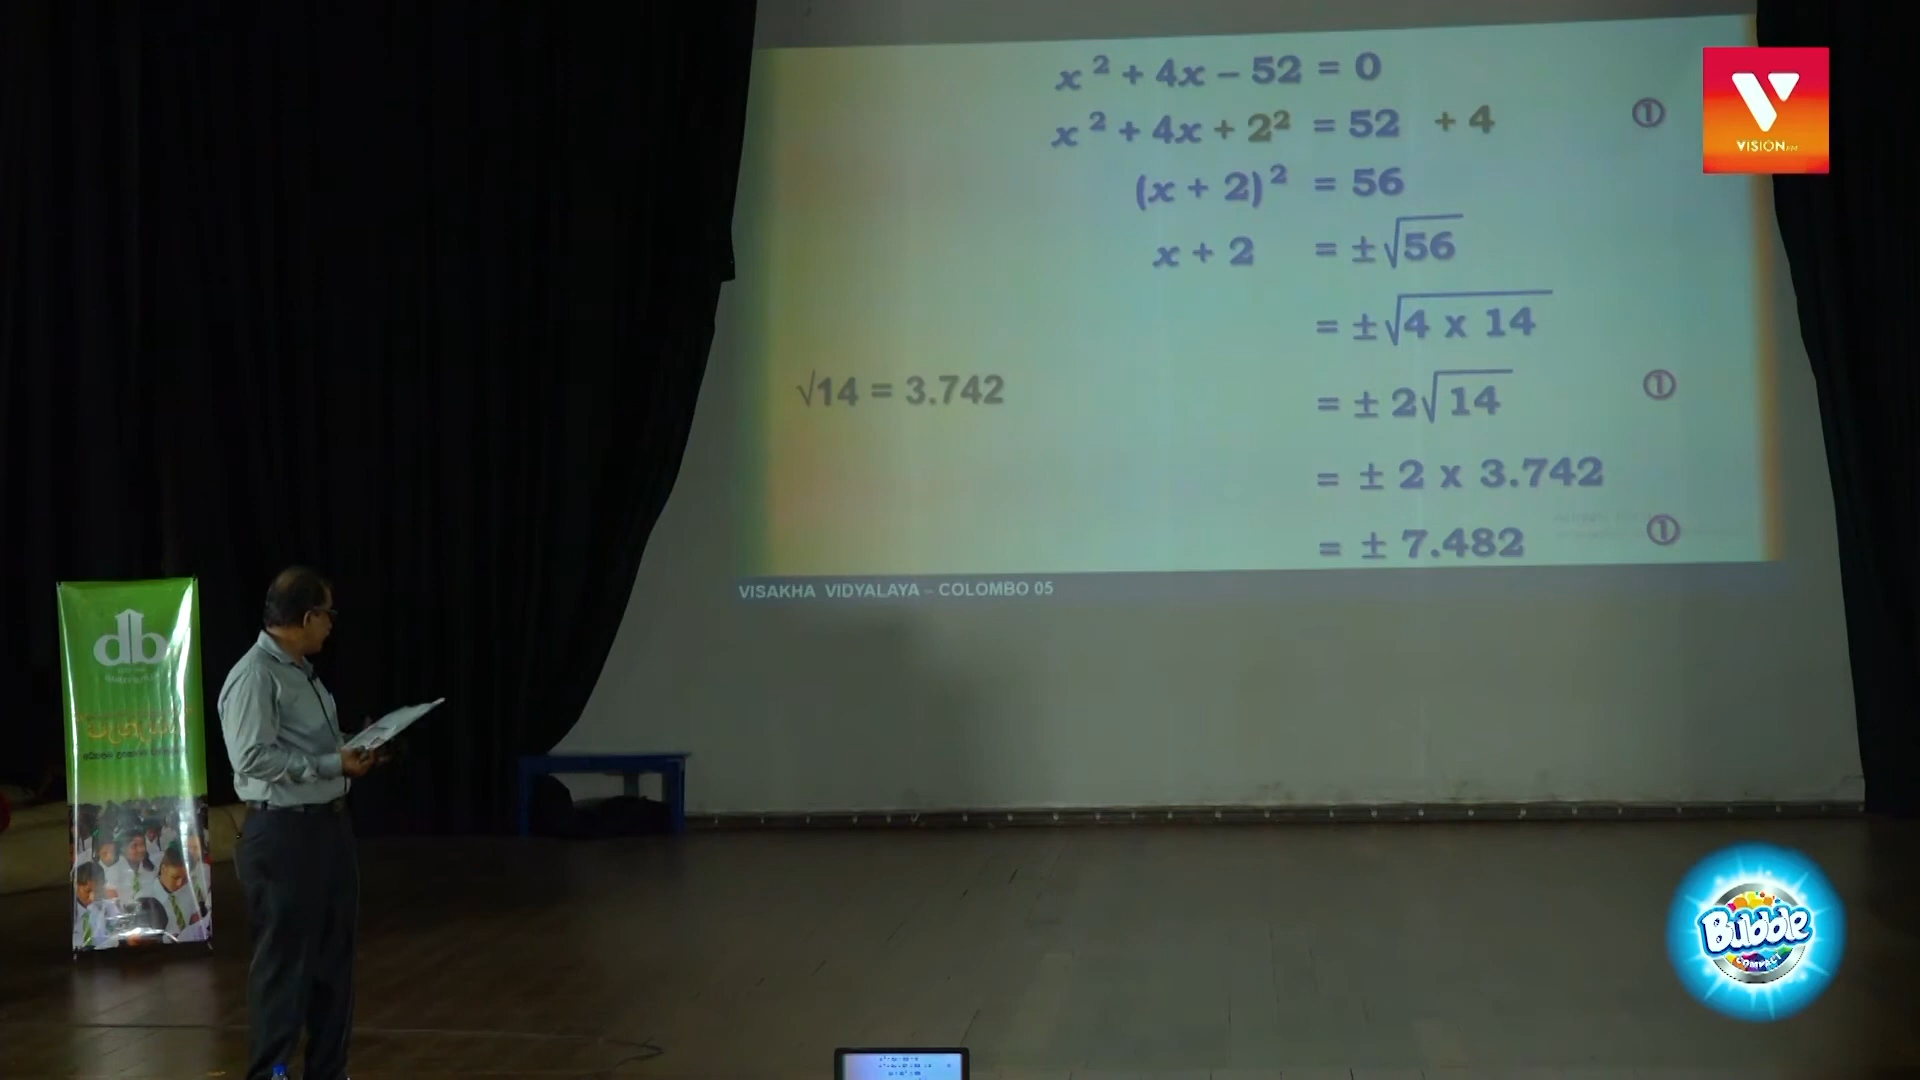 x² + 4x – 52 = 0
x² + 4x + 2² = 52 + 4 ①
(x + 2)² = 56
x + 2 = ±√56
= ±√4 x 14
√14 = 3.742
= ± 2√14 ①
= ± 2 x 3.742
= ± 7.482 ①
VISAKHA VIDYALAYA – COLOMBO 05
VISION
db
Bubble
COMPACT